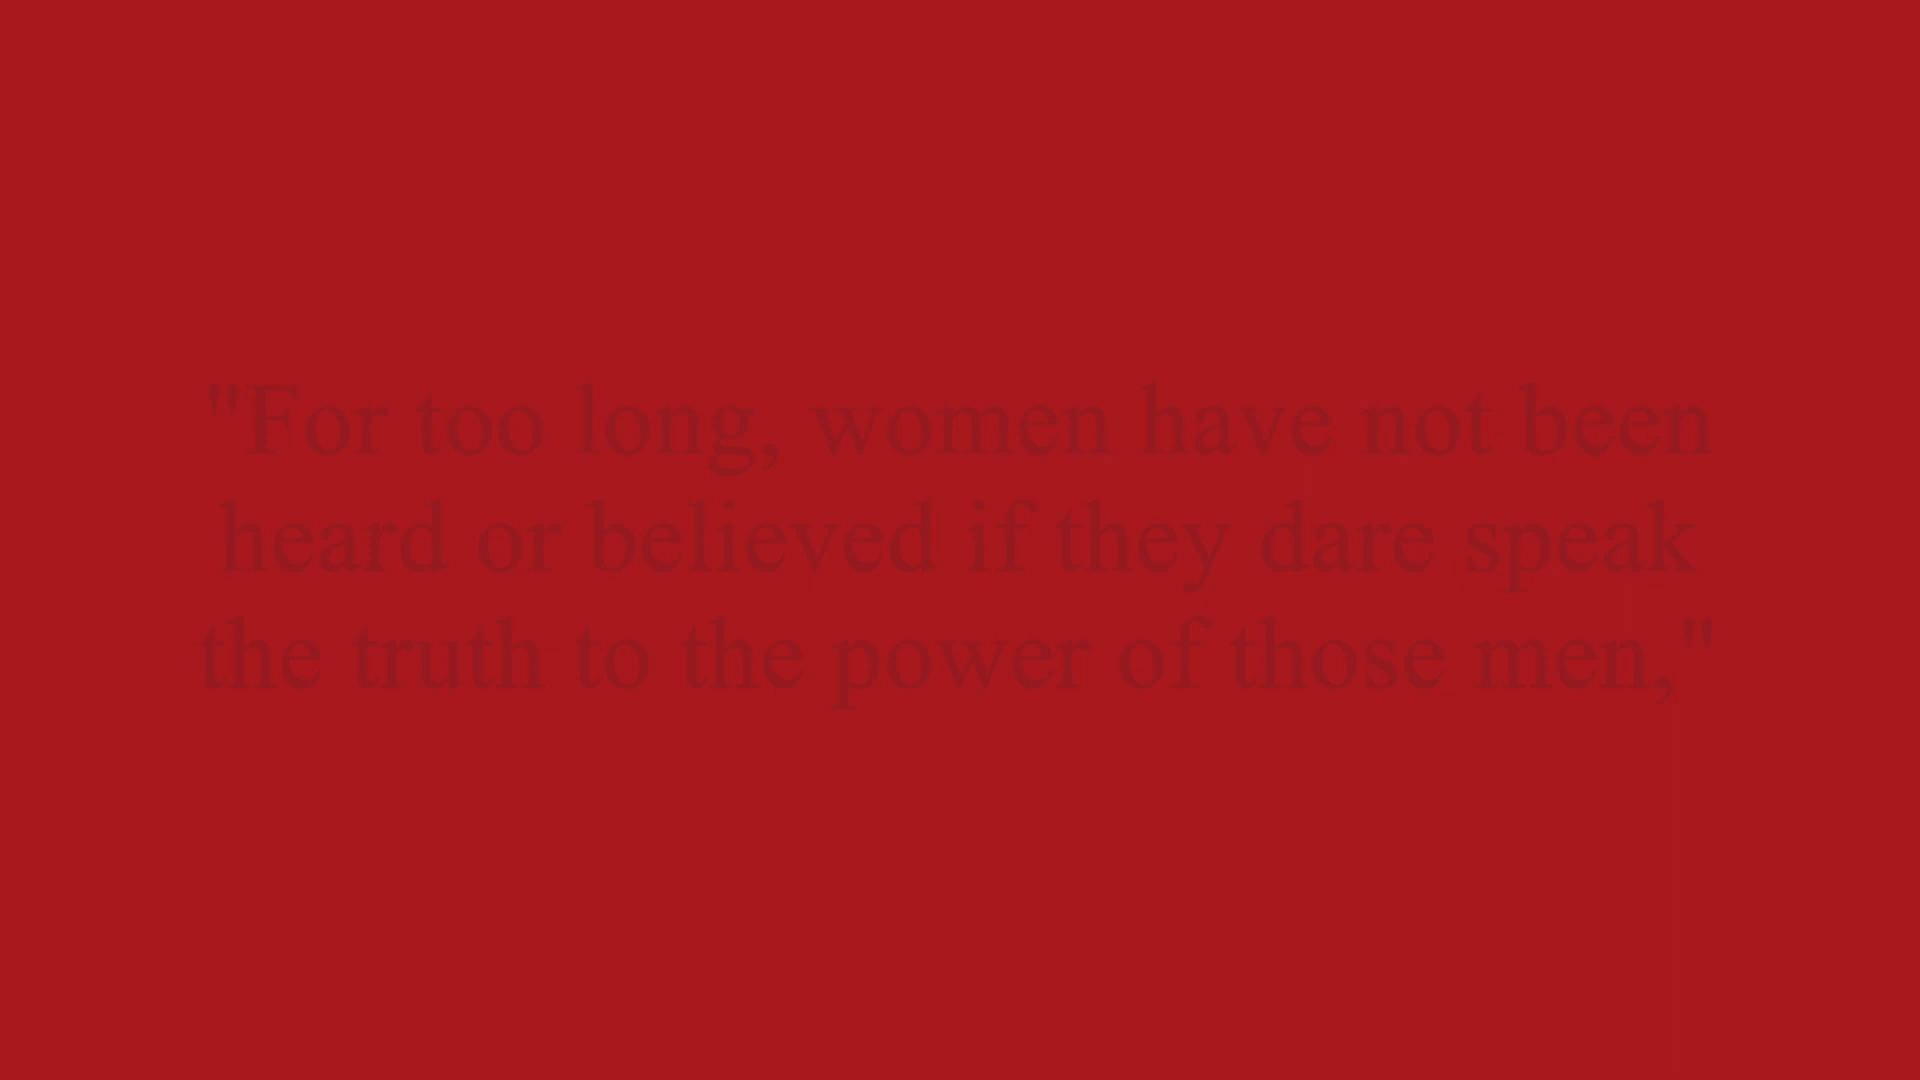 "For too long, women have not been
heard or believed if they dare speak
the truth to the power of those men,"